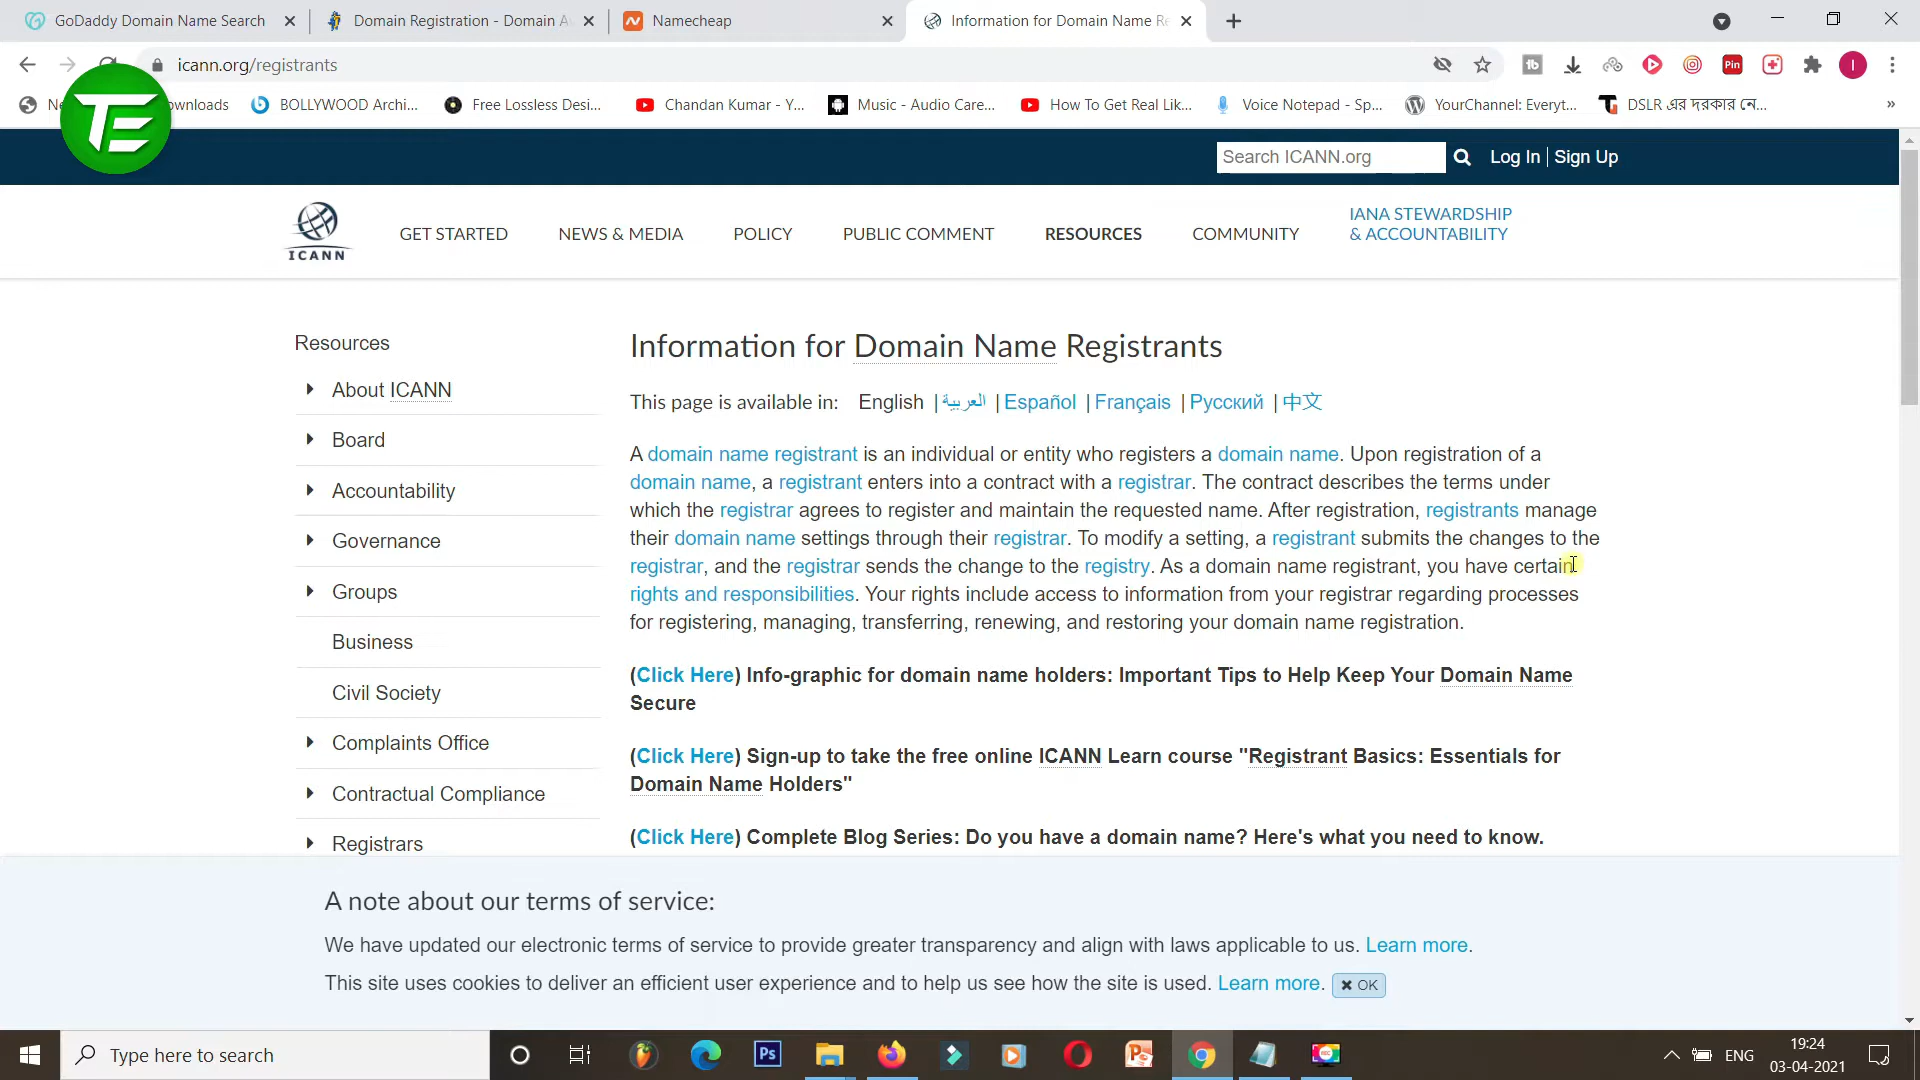 GoDaddy Domain Name Search
Domain Registration - Domain A
Namecheap
Information for Domain Name Re
icann.org/registrants
Pin
I
TE
wnloads
BOLLYWOOD Archi...
Free Lossless Desi...
Chandan Kumar - Y...
Music - Audio Care...
How To Get Real Lik...
Voice Notepad - Sp...
YourChannel: Everyt...
DSLR এর দরকার নে...
»
Search ICANN.org
Log In | Sign Up
ICANN
GET STARTED
NEWS & MEDIA
POLICY
PUBLIC COMMENT
RESOURCES
COMMUNITY
IANA STEWARDSHIP
& ACCOUNTABILITY
Resources
About ICANN
Board
Accountability
Governance
Groups
Business
Civil Society
Complaints Office
Contractual Compliance
Registrars
Information for Domain Name Registrants
This page is available in: English | العربية | Español | Français | Русский | 中文
A domain name registrant is an individual or entity who registers a domain name. Upon registration of a
domain name, a registrant enters into a contract with a registrar. The contract describes the terms under
which the registrar agrees to register and maintain the requested name. After registration, registrants manage
their domain name settings through their registrar. To modify a setting, a registrant submits the changes to the
registrar, and the registrar sends the change to the registry. As a domain name registrant, you have certain
rights and responsibilities. Your rights include access to information from your registrar regarding processes
for registering, managing, transferring, renewing, and restoring your domain name registration.
(Click Here) Info-graphic for domain name holders: Important Tips to Help Keep Your Domain Name
Secure
(Click Here) Sign-up to take the free online ICANN Learn course "Registrant Basics: Essentials for
Domain Name Holders"
(Click Here) Complete Blog Series: Do you have a domain name? Here's what you need to know.
A note about our terms of service:
We have updated our electronic terms of service to provide greater transparency and align with laws applicable to us. Learn more.
This site uses cookies to deliver an efficient user experience and to help us see how the site is used. Learn more. ✖ OK
Type here to search
Ps
ENG
19:24
03-04-2021